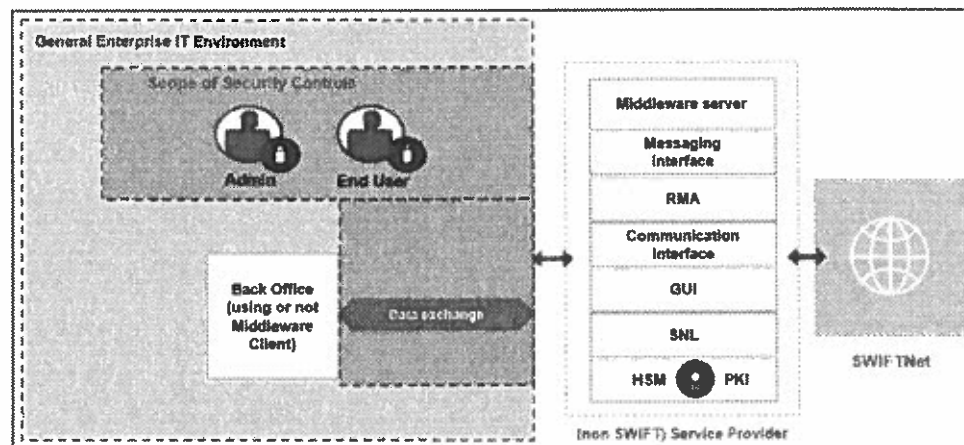 General Enterprise IT Environment
Scope of Security Controls
Admin
End User
Back Office
(using or not
Middleware
Client)
Data exchange
Middleware server
Messaging
Interface
RMA
Communication
Interface
GUI
SNL
HSM
PKI
(non SWIFT) Service Provider
SWIFTNet